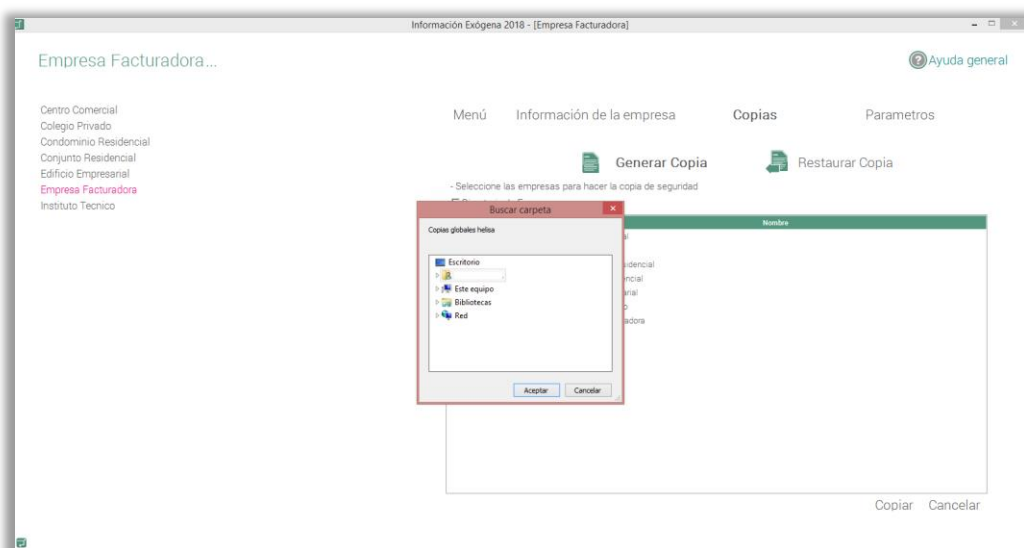 Información Exógena 2018 - [Empresa Facturadora]
Empresa Facturadora...
Ayuda general
Centro Comercial
Colegio Privado
Condominio Residencial
Conjunto Residencial
Edificio Empresarial
Empresa Facturadora
Instituto Tecnico
Menú Información de la empresa Copias Parametros
Generar Copia Restaurar Copia
- Seleccione las empresas para hacer la copia de seguridad
Nombre
Buscar carpeta
Copias globales helisa
Escritorio
Este equipo
Bibliotecas
Red
Aceptar Cancelar
Copiar Cancelar